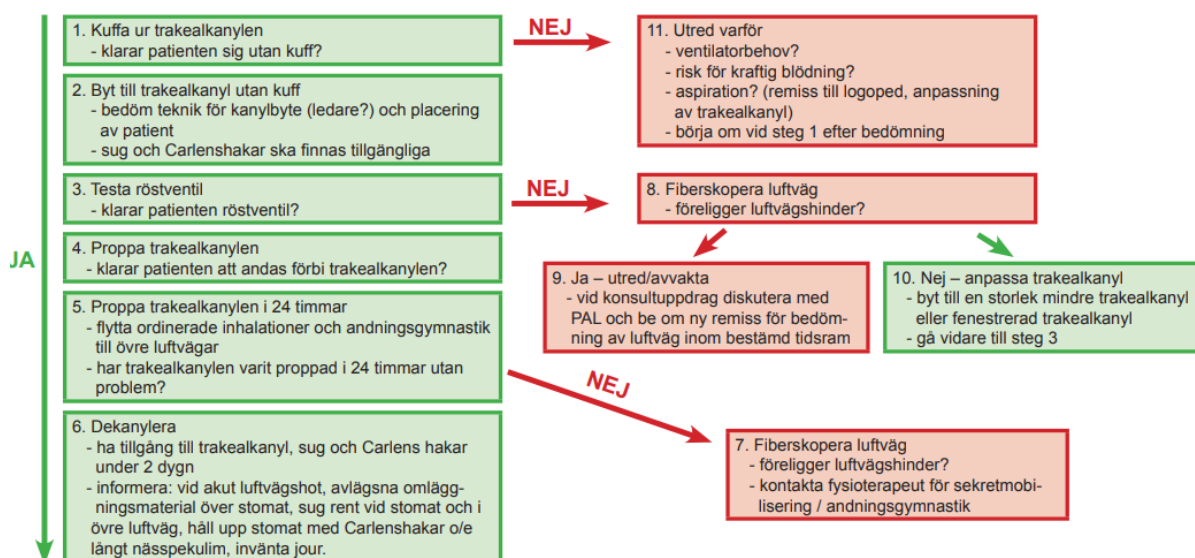 JA
1. Kuffa ur trakealkanylen
- klarar patienten sig utan kuff?
NEJ
11. Utred varför
- ventilatorbehov?
- risk för kraftig blödning?
- aspiration? (remiss till logoped, anpassning
av trakealkanyl)
- börja om vid steg 1 efter bedömning
2. Byt till trakealkanyl utan kuff
- bedöm teknik för kanylbyte (ledare?) och placering
av patient
- sug och Carlenshakar ska finnas tillgängliga
3. Testa röstventil
- klarar patienten röstventil?
NEJ
8. Fiberskopera luftväg
- föreligger luftvägshinder?
4. Proppa trakealkanylen
- klarar patienten att andas förbi trakealkanylen?
9. Ja – utred/avvakta
- vid konsultuppdrag diskutera med
PAL och be om ny remiss för bedöm-
ning av luftväg inom bestämd tidsram
10. Nej – anpassa trakealkanyl
- byt till en storlek mindre trakealkanyl
eller fenestrerad trakealkanyl
- gå vidare till steg 3
5. Proppa trakealkanylen i 24 timmar
- flytta ordinerade inhalationer och andningsgymnastik
till övre luftvägar
- har trakealkanylen varit proppad i 24 timmar utan
problem?
NEJ
6. Dekanylera
- ha tillgång till trakealkanyl, sug och Carlens hakar
under 2 dygn
- informera: vid akut luftvägshot, avlägsna omlägg-
ningsmaterial över stomat, sug rent vid stomat och i
övre luftväg, håll upp stomat med Carlenshakar o/e
långt nässpekulim, invänta jour.
7. Fiberskopera luftväg
- föreligger luftvägshinder?
- kontakta fysioterapeut för sekretmobi-
lisering / andningsgymnastik